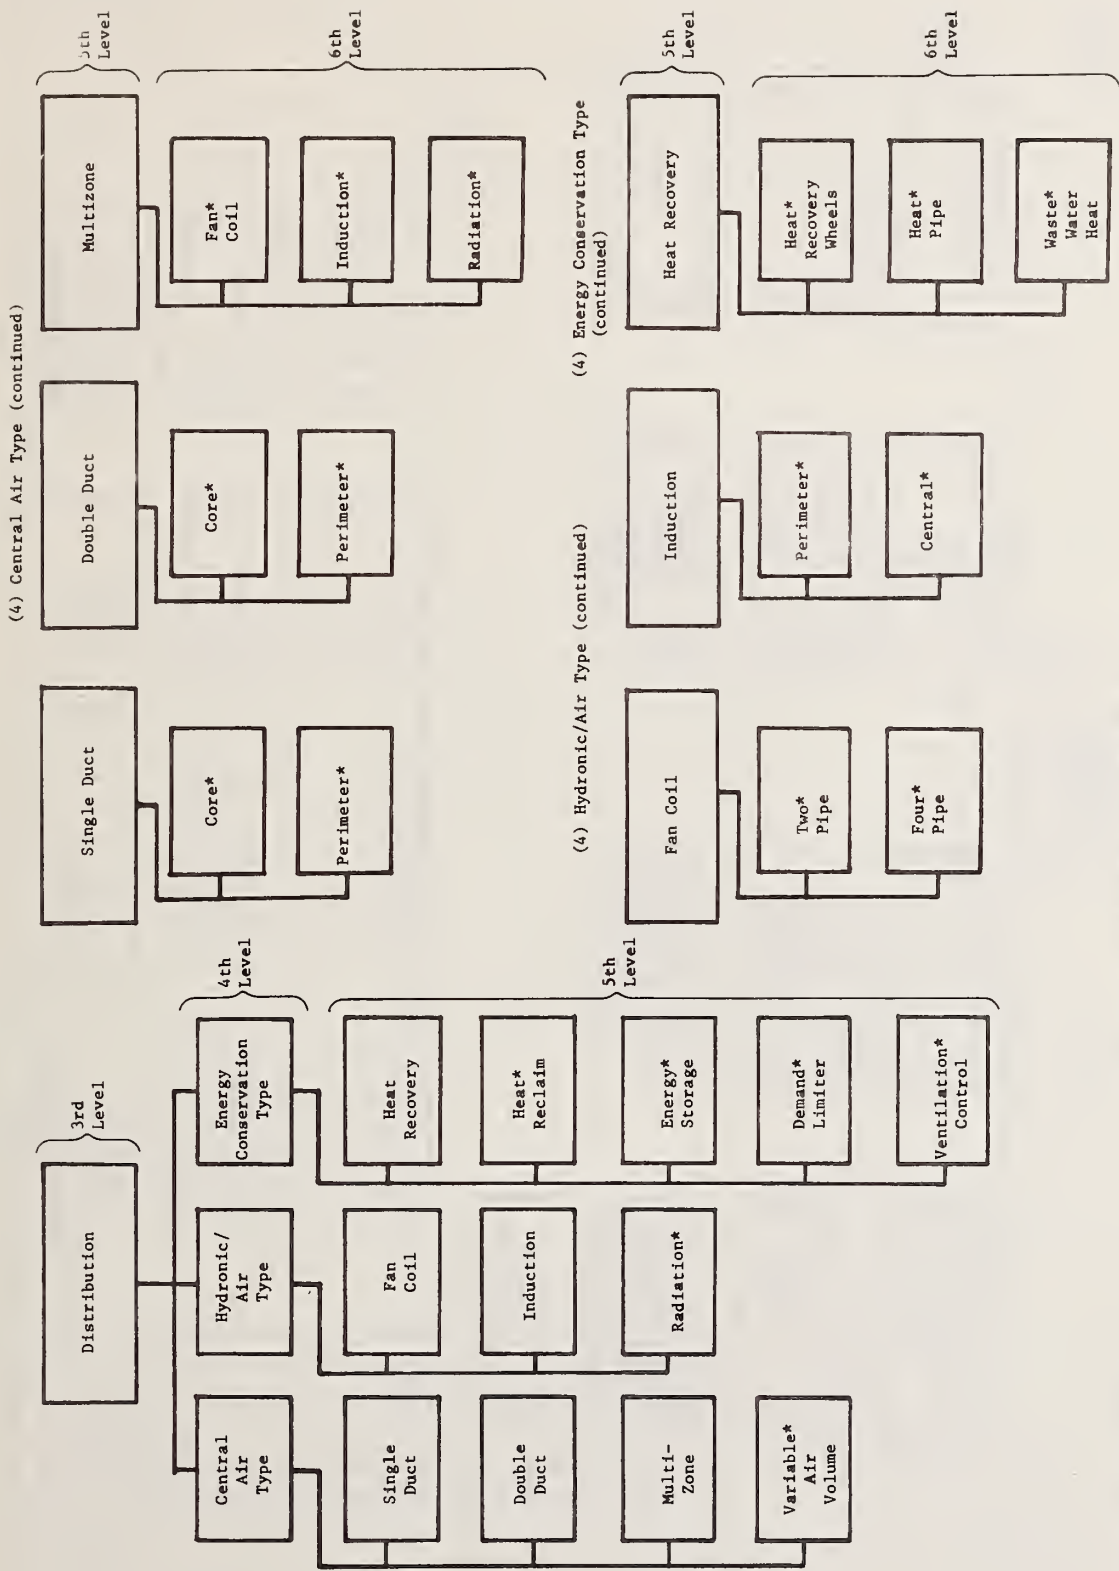 Distribution
3rd
Level
Central
Air
Type
Hydronic/
Air
Type
Energy
Conservation
Type
4th
Level
Single
Duct
Double
Duct
Multi-
Zone
Variable*
Air
Volume
Fan
Coil
Induction
Radiation*
Heat
Recovery
Heat*
Reclaim
Energy*
Storage
Demand*
Limiter
Ventilation*
Control
5th
Level
(4) Central Air Type (continued)
Single Duct
Core*
Perimeter*
Double Duct
Core*
Perimeter*
Multizone
Fan*
Coil
Induction*
Radiation*
5th
Level
6th
Level
(4) Hydronic/Air Type (continued)
Fan Coil
Two*
Pipe
Four*
Pipe
Induction
Perimeter*
Central*
(4) Energy Conservation Type
(continued)
Heat Recovery
Heat*
Recovery
Wheels
Heat*
Pipe
Waste*
Water
Heat
5th
Level
6th
Level